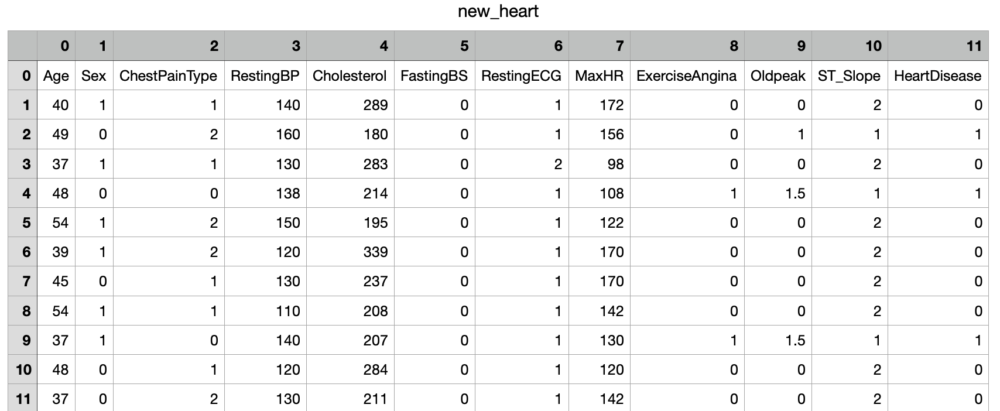 new_heart
0 1 2 3 4 5 6 7 8 9 10 11
0 Age Sex ChestPainType RestingBP Cholesterol FastingBS RestingECG MaxHR ExerciseAngina Oldpeak ST_Slope HeartDisease
1 40 1 1 140 289 0 1 172 0 0 2 0
2 49 0 2 160 180 0 1 156 0 1 1 1
3 37 1 1 130 283 0 2 98 0 0 2 0
4 48 0 0 138 214 0 1 108 1 1.5 1 1
5 54 1 2 150 195 0 1 122 0 0 2 0
6 39 1 2 120 339 0 1 170 0 0 2 0
7 45 0 1 130 237 0 1 170 0 0 2 0
8 54 1 1 110 208 0 1 142 0 0 2 0
9 37 1 0 140 207 0 1 130 1 1.5 1 1
10 48 0 1 120 284 0 1 120 0 0 2 0
11 37 0 2 130 211 0 1 142 0 0 2 0